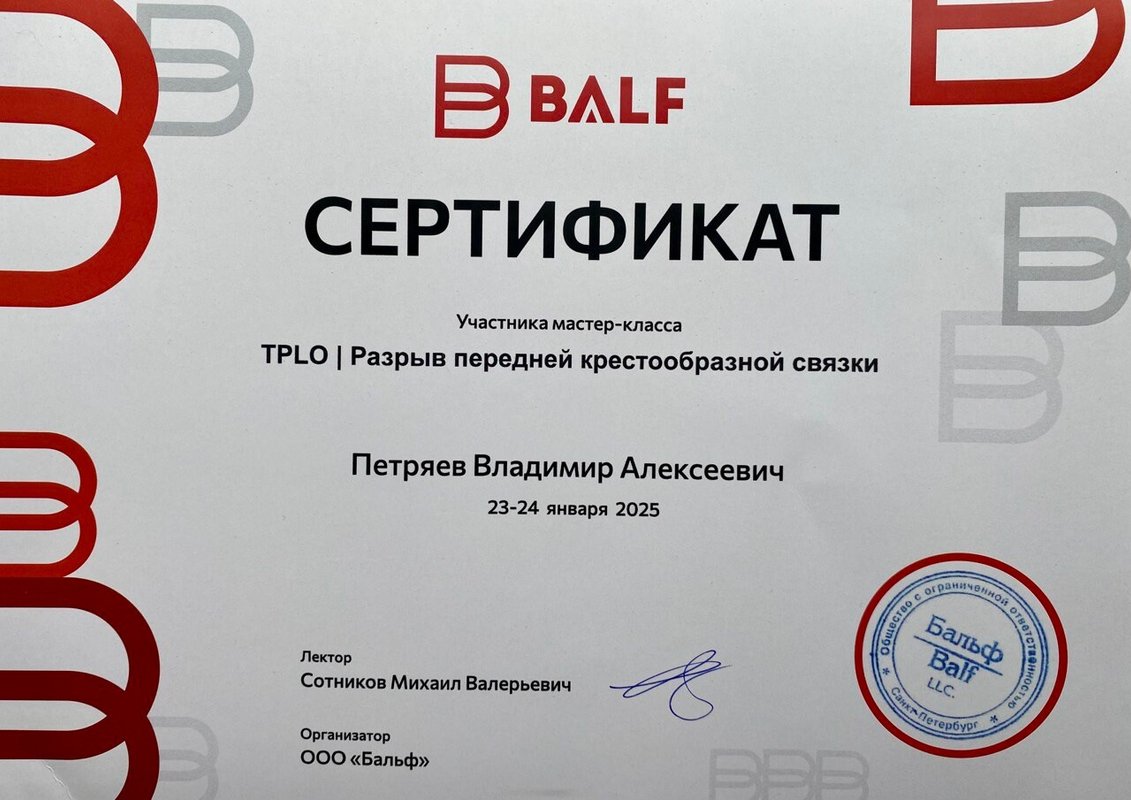 BALF
СЕРТИФИКАТ
Участника мастер-класса
TPLO | Разрыв передней крестообразной связки
Петряев Владимир Алексеевич
23-24 января 2025
Лектор
Сотников Михаил Валерьевич
Организатор
ООО «Бальф»
Общество с ограниченной ответственностью
Бальф
Balf
LLC.
* Санкт-Петербург *